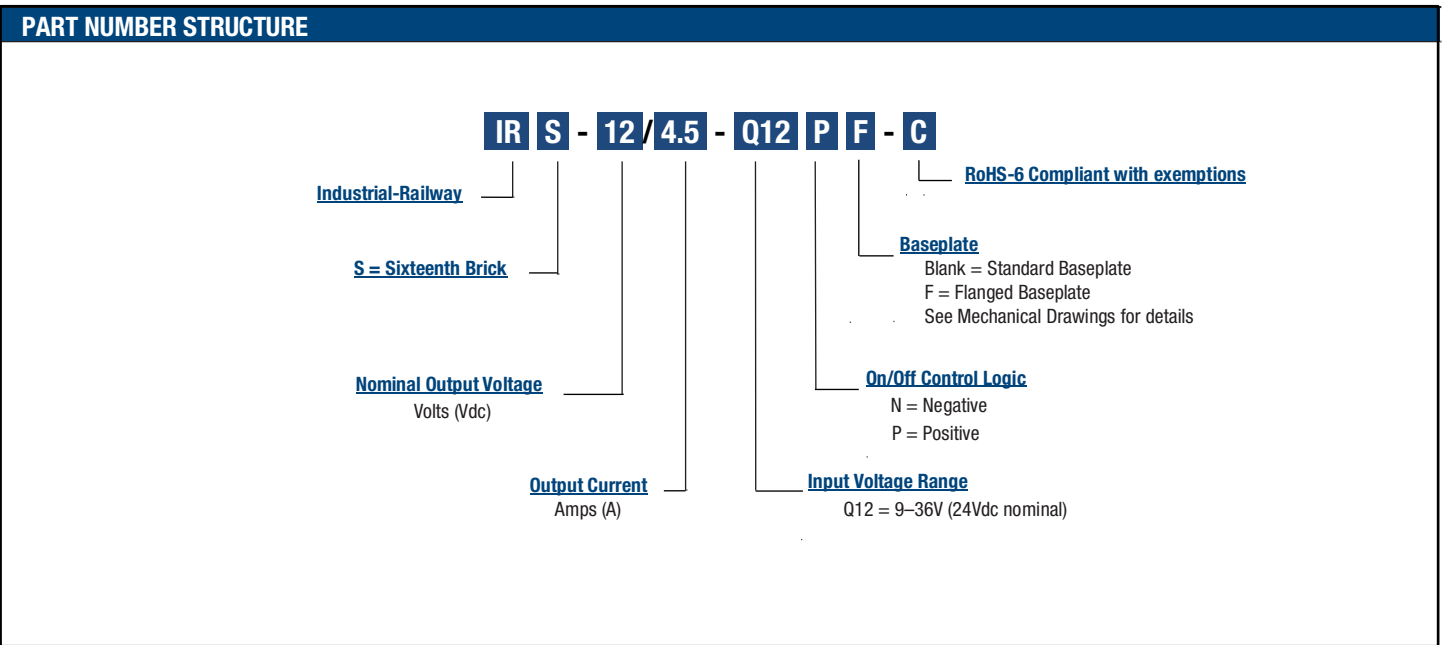 PART NUMBER STRUCTURE
IR S - 12 / 4.5 - Q12 P F - C
RoHS-6 Compliant with exemptions
Industrial-Railway
Baseplate
Blank = Standard Baseplate
F = Flanged Baseplate
See Mechanical Drawings for details
S = Sixteenth Brick
Nominal Output Voltage
Volts (Vdc)
On/Off Control Logic
N = Negative
P = Positive
Output Current
Amps (A)
Input Voltage Range
Q12 = 9–36V (24Vdc nominal)